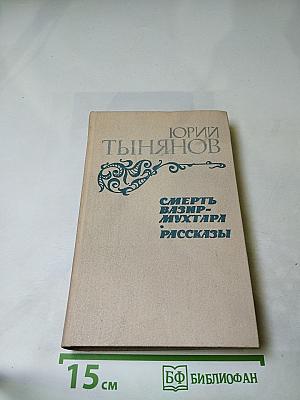 ЮРИЙ
ТЫНЯНОВ
СМЕРТЬ
ВАЗИР-
МУХТАРА
•
РАССКАЗЫ
15 см
БФ БИБЛИОФАН